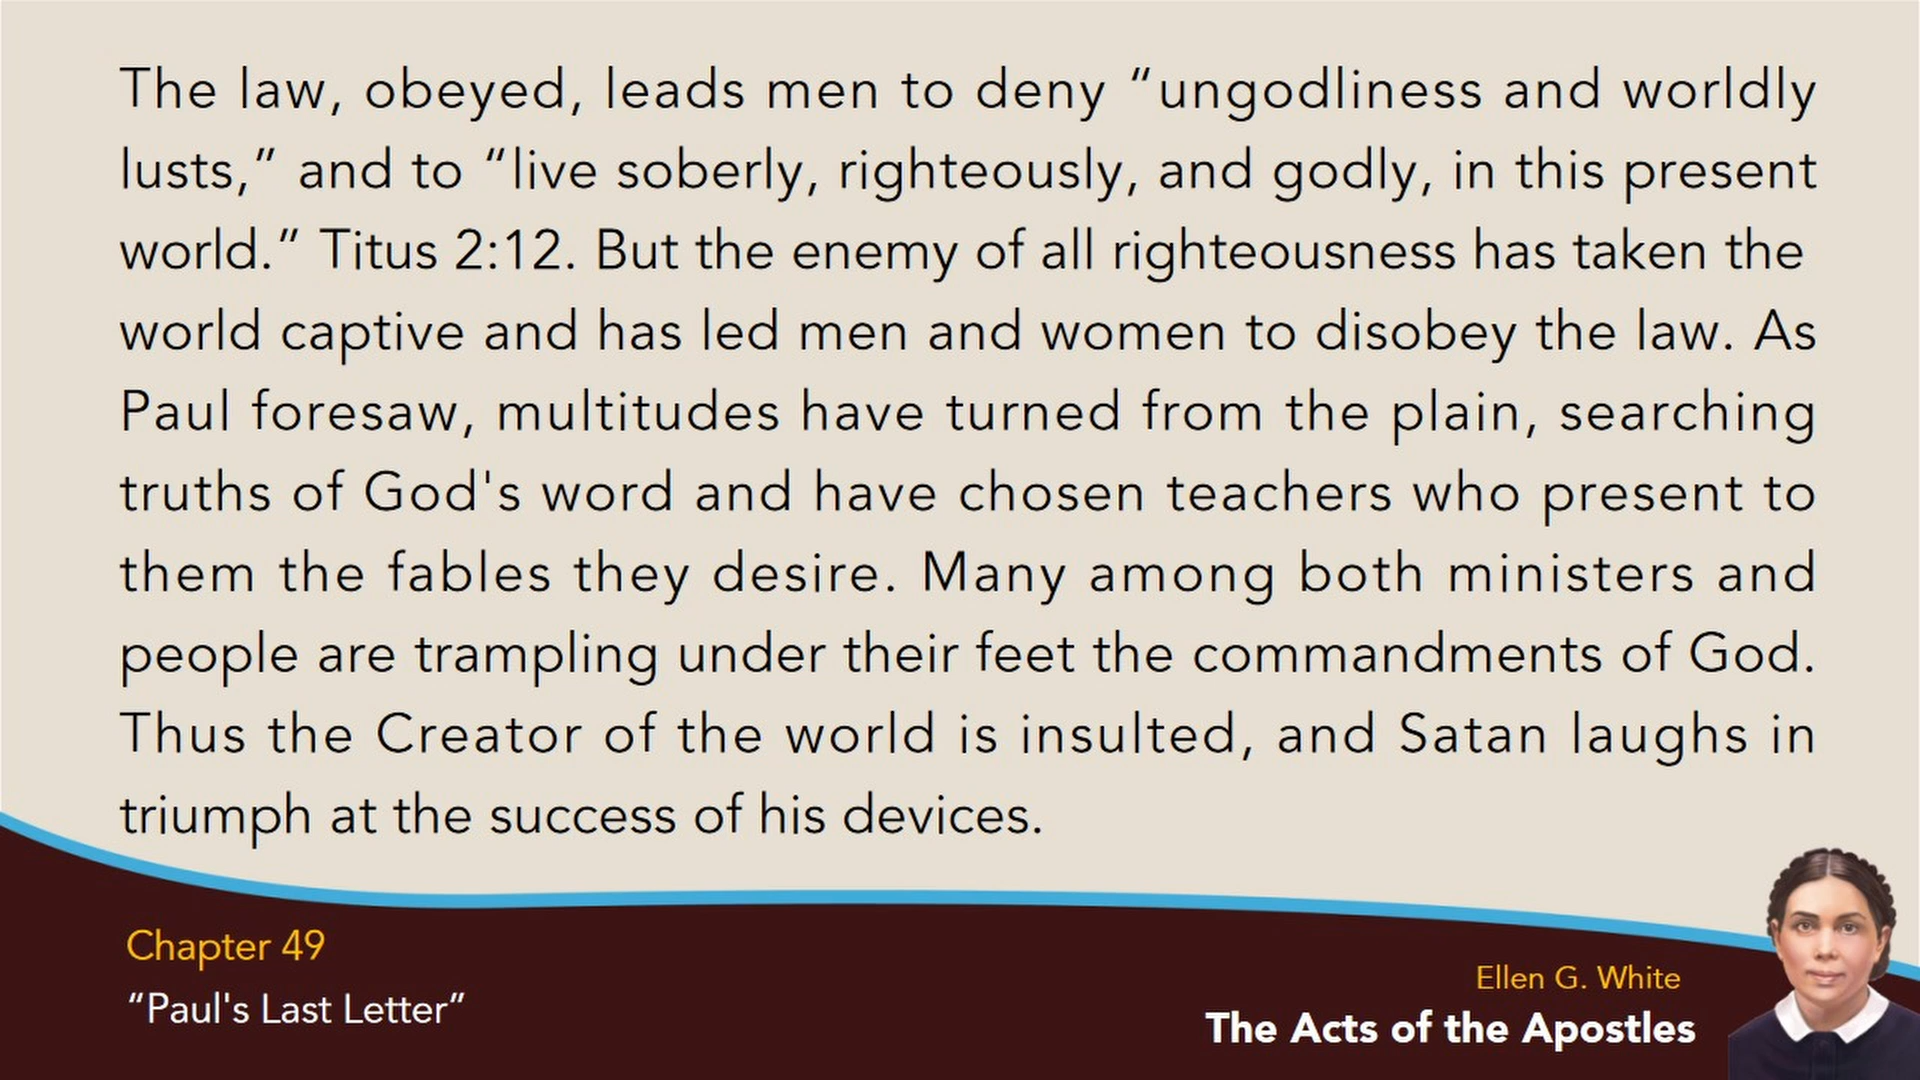 The law, obeyed, leads men to deny “ungodliness and worldly
lusts,” and to “live soberly, righteously, and godly, in this present
world.” Titus 2:12. But the enemy of all righteousness has taken the
world captive and has led men and women to disobey the law. As
Paul foresaw, multitudes have turned from the plain, searching
truths of God's word and have chosen teachers who present to
them the fables they desire. Many among both ministers and
people are trampling under their feet the commandments of God.
Thus the Creator of the world is insulted, and Satan laughs in
triumph at the success of his devices.
Chapter 49
“Paul's Last Letter”
Ellen G. White
The Acts of the Apostles